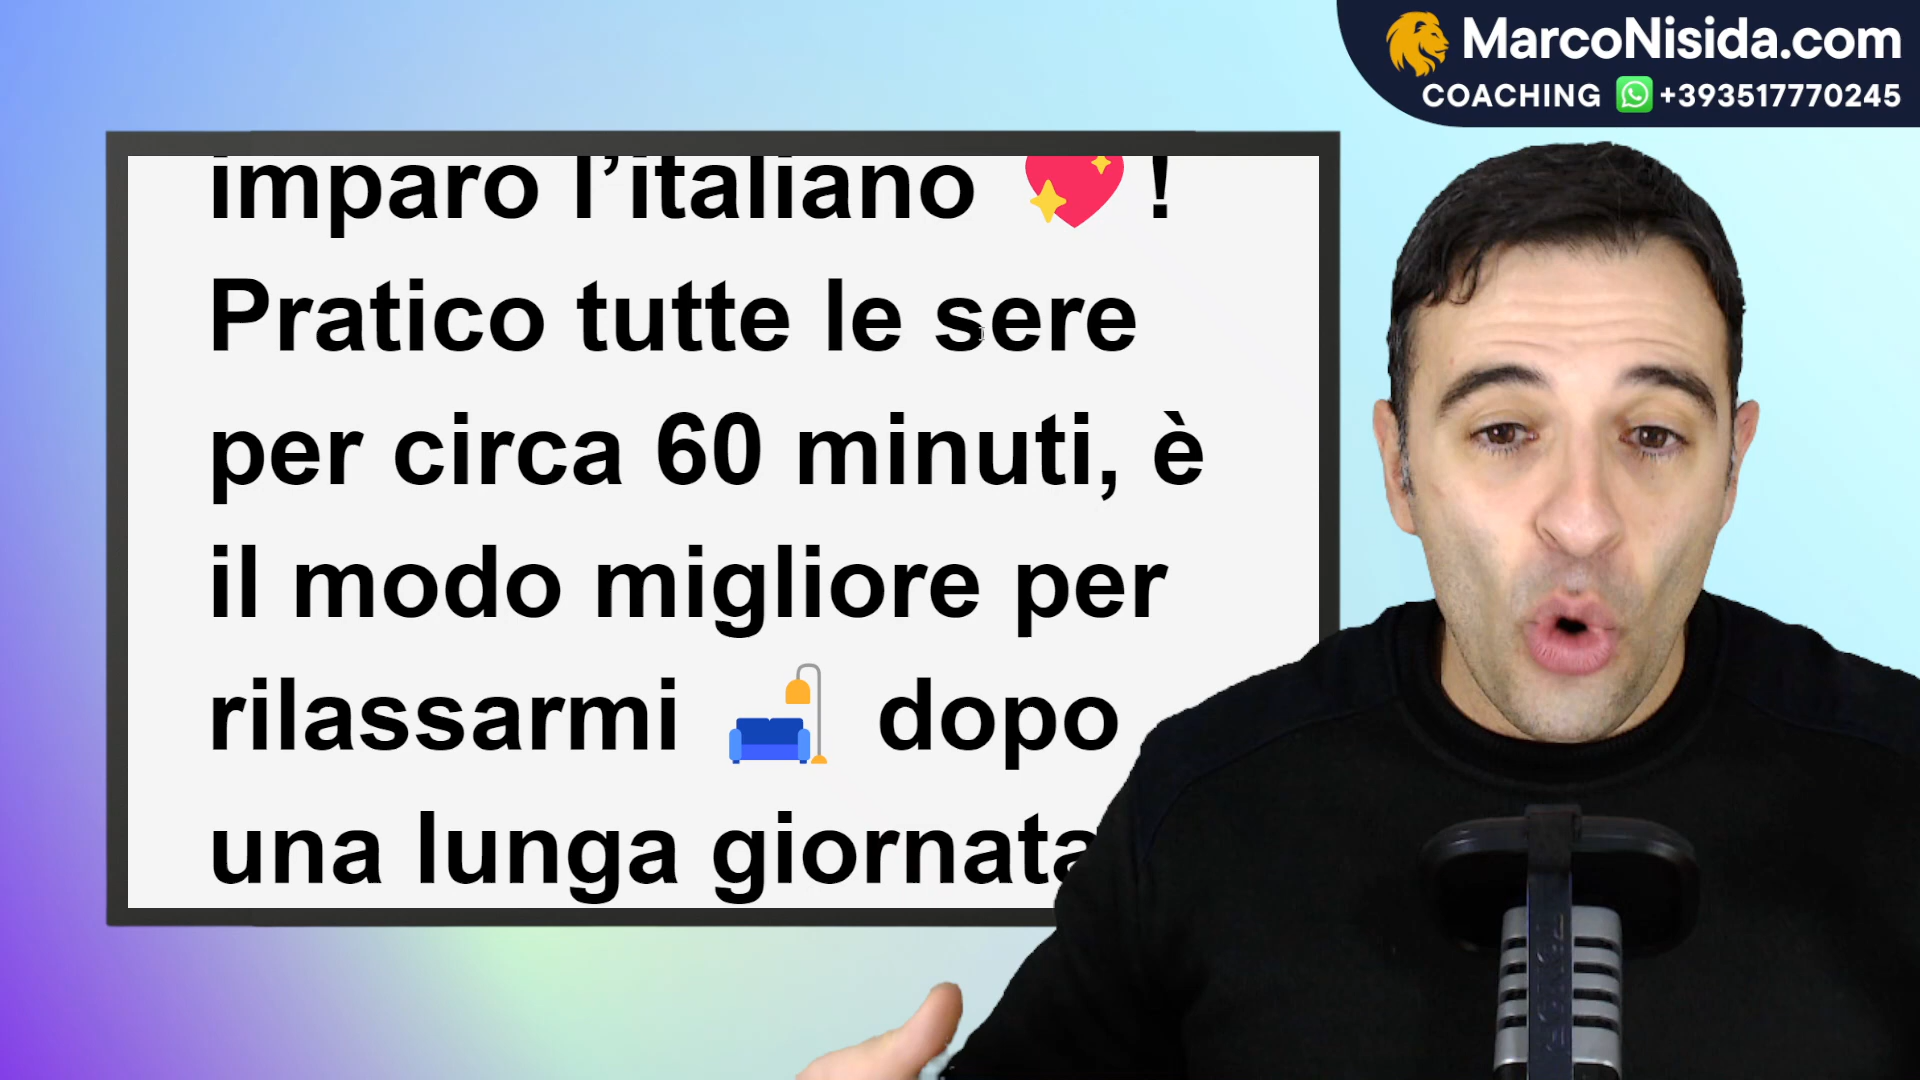 MarcoNisida.com
COACHING +393517770245
imparo l’italiano 💖!
Pratico tutte le sere
per circa 60 minuti, è
il modo migliore per
rilassarmi 🛋️ dopo
una lunga giornata